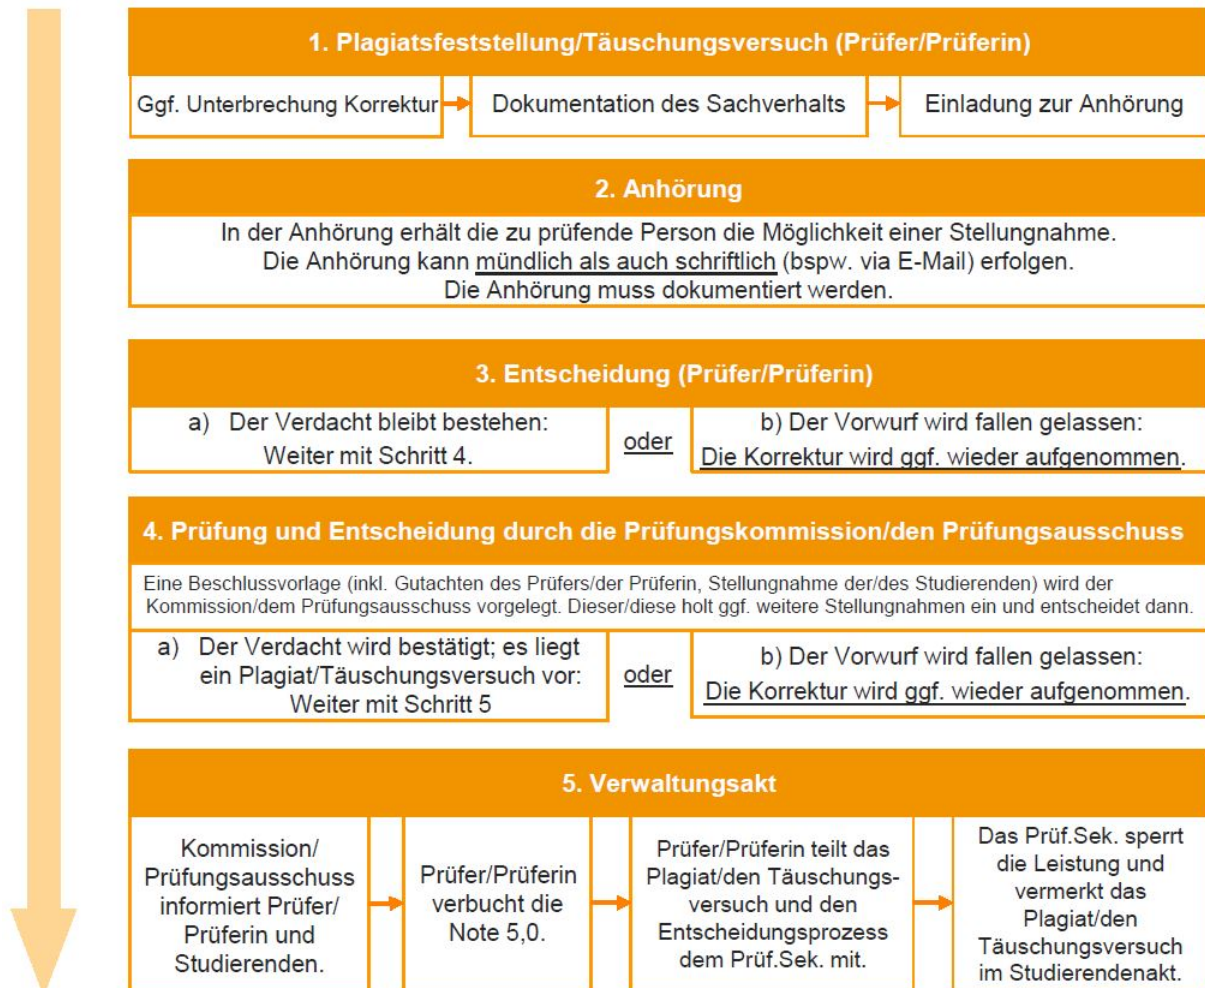 1. Plagiatsfeststellung/Täuschungsversuch (Prüfer/Prüferin)
Ggf. Unterbrechung Korrektur
Dokumentation des Sachverhalts
Einladung zur Anhörung
2. Anhörung
In der Anhörung erhält die zu prüfende Person die Möglichkeit einer Stellungnahme.
Die Anhörung kann mündlich als auch schriftlich (bspw. via E-Mail) erfolgen.
Die Anhörung muss dokumentiert werden.
3. Entscheidung (Prüfer/Prüferin)
a) Der Verdacht bleibt bestehen:
Weiter mit Schritt 4.
oder
b) Der Vorwurf wird fallen gelassen:
Die Korrektur wird ggf. wieder aufgenommen.
4. Prüfung und Entscheidung durch die Prüfungskommission/den Prüfungsausschuss
Eine Beschlussvorlage (inkl. Gutachten des Prüfers/der Prüferin, Stellungnahme der/des Studierenden) wird der
Kommission/dem Prüfungsausschuss vorgelegt. Dieser/diese holt ggf. weitere Stellungnahmen ein und entscheidet dann.
a) Der Verdacht wird bestätigt; es liegt
ein Plagiat/Täuschungsversuch vor:
Weiter mit Schritt 5
oder
b) Der Vorwurf wird fallen gelassen:
Die Korrektur wird ggf. wieder aufgenommen.
5. Verwaltungsakt
Kommission/
Prüfungsausschuss
informiert Prüfer/
Prüferin und
Studierenden.
Prüfer/Prüferin
verbucht die
Note 5,0.
Prüfer/Prüferin teilt das
Plagiat/den Täuschungs-
versuch und den
Entscheidungsprozess
dem Prüf.Sek. mit.
Das Prüf.Sek. sperrt
die Leistung und
vermerkt das
Plagiat/den
Täuschungsversuch
im Studierendenakt.